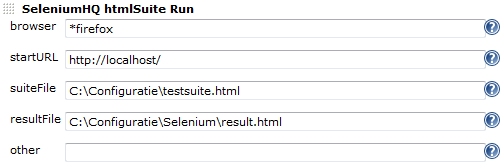 SeleniumHQ htmlSuite Run
browser *firefox
startURL http://localhost/
suiteFile C:\Configuratie\testsuite.html
resultFile C:\Configuratie\Selenium\result.html
other